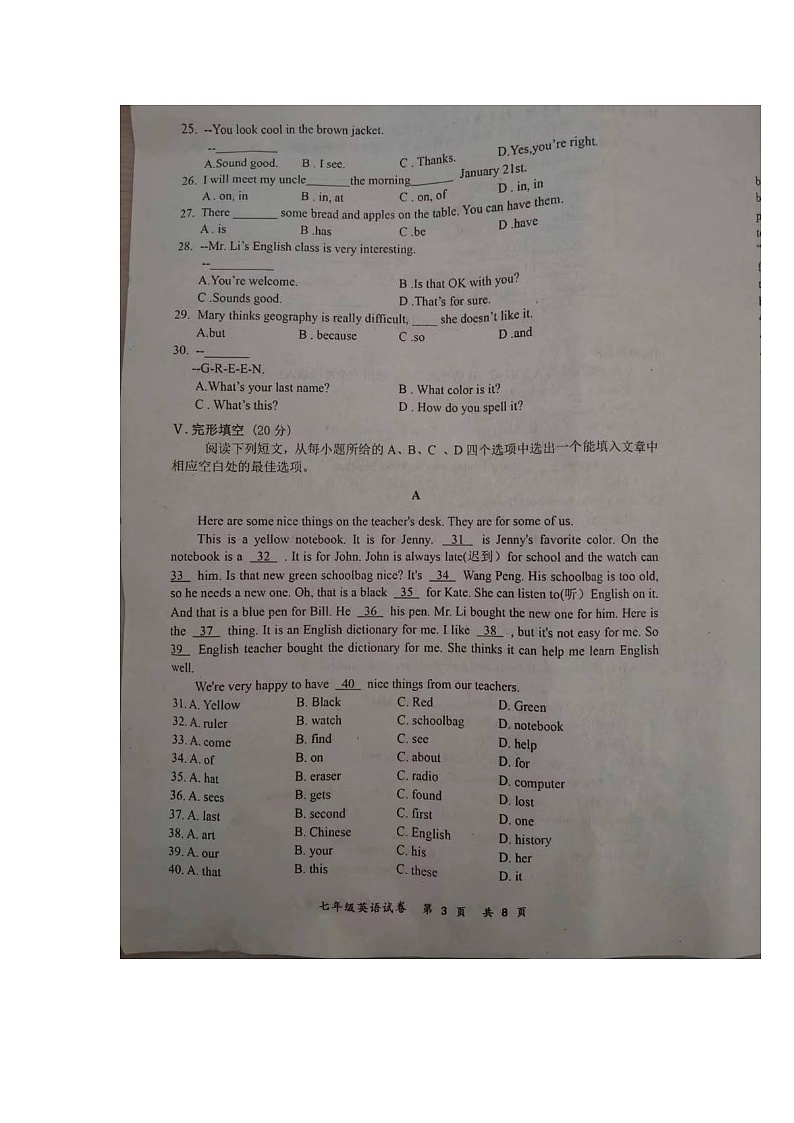 25. --You look cool in the brown jacket.
--__________
A.Sound good. B . I see. C . Thanks. D.Yes,you're right.
26. I will meet my uncle_______the morning_______ January 21st.
A . on, in B . in, at C . on, of D . in, in
27. There _______ some bread and apples on the table. You can have them.
A . is B .has C .be D .have
28. --Mr. Li's English class is very interesting.
--__________
A.You're welcome. B .Is that OK with you?
C .Sounds good. D .That's for sure.
29. Mary thinks geography is really difficult, ____ she doesn't like it.
A.but B . because C .so D .and
30. --_______
--G-R-E-E-N.
A.What's your last name? B . What color is it?
C . What's this? D . How do you spell it?
Ⅴ. 完形填空 (20 分)
阅读下列短文，从每小题所给的 A、B、C 、D 四个选项中选出一个能填入文章中
相应空白处的最佳选项。
A
Here are some nice things on the teacher's desk. They are for some of us.
This is a yellow notebook. It is for Jenny. 31 is Jenny's favorite color. On the
notebook is a 32 . It is for John. John is always late(迟到）for school and the watch can
33 him. Is that new green schoolbag nice? It's 34 Wang Peng. His schoolbag is too old,
so he needs a new one. Oh, that is a black 35 for Kate. She can listen to(听）English on it.
And that is a blue pen for Bill. He 36 his pen. Mr. Li bought the new one for him. Here is
the 37 thing. It is an English dictionary for me. I like 38 , but it's not easy for me. So
39 English teacher bought the dictionary for me. She thinks it can help me learn English
well.
We're very happy to have 40 nice things from our teachers.
31. A. Yellow B. Black C. Red D. Green
32. A. ruler B. watch C. schoolbag D. notebook
33. A. come B. find C. see D. help
34. A. of B. on C. about D. for
35. A. hat B. eraser C. radio D. computer
36. A. sees B. gets C. found D. lost
37. A. last B. second C. first D. one
38. A. art B. Chinese C. English D. history
39. A. our B. your C. his D. her
40. A. that B. this C. these D. it
七年级英语试卷 第 3 页 共 8 页